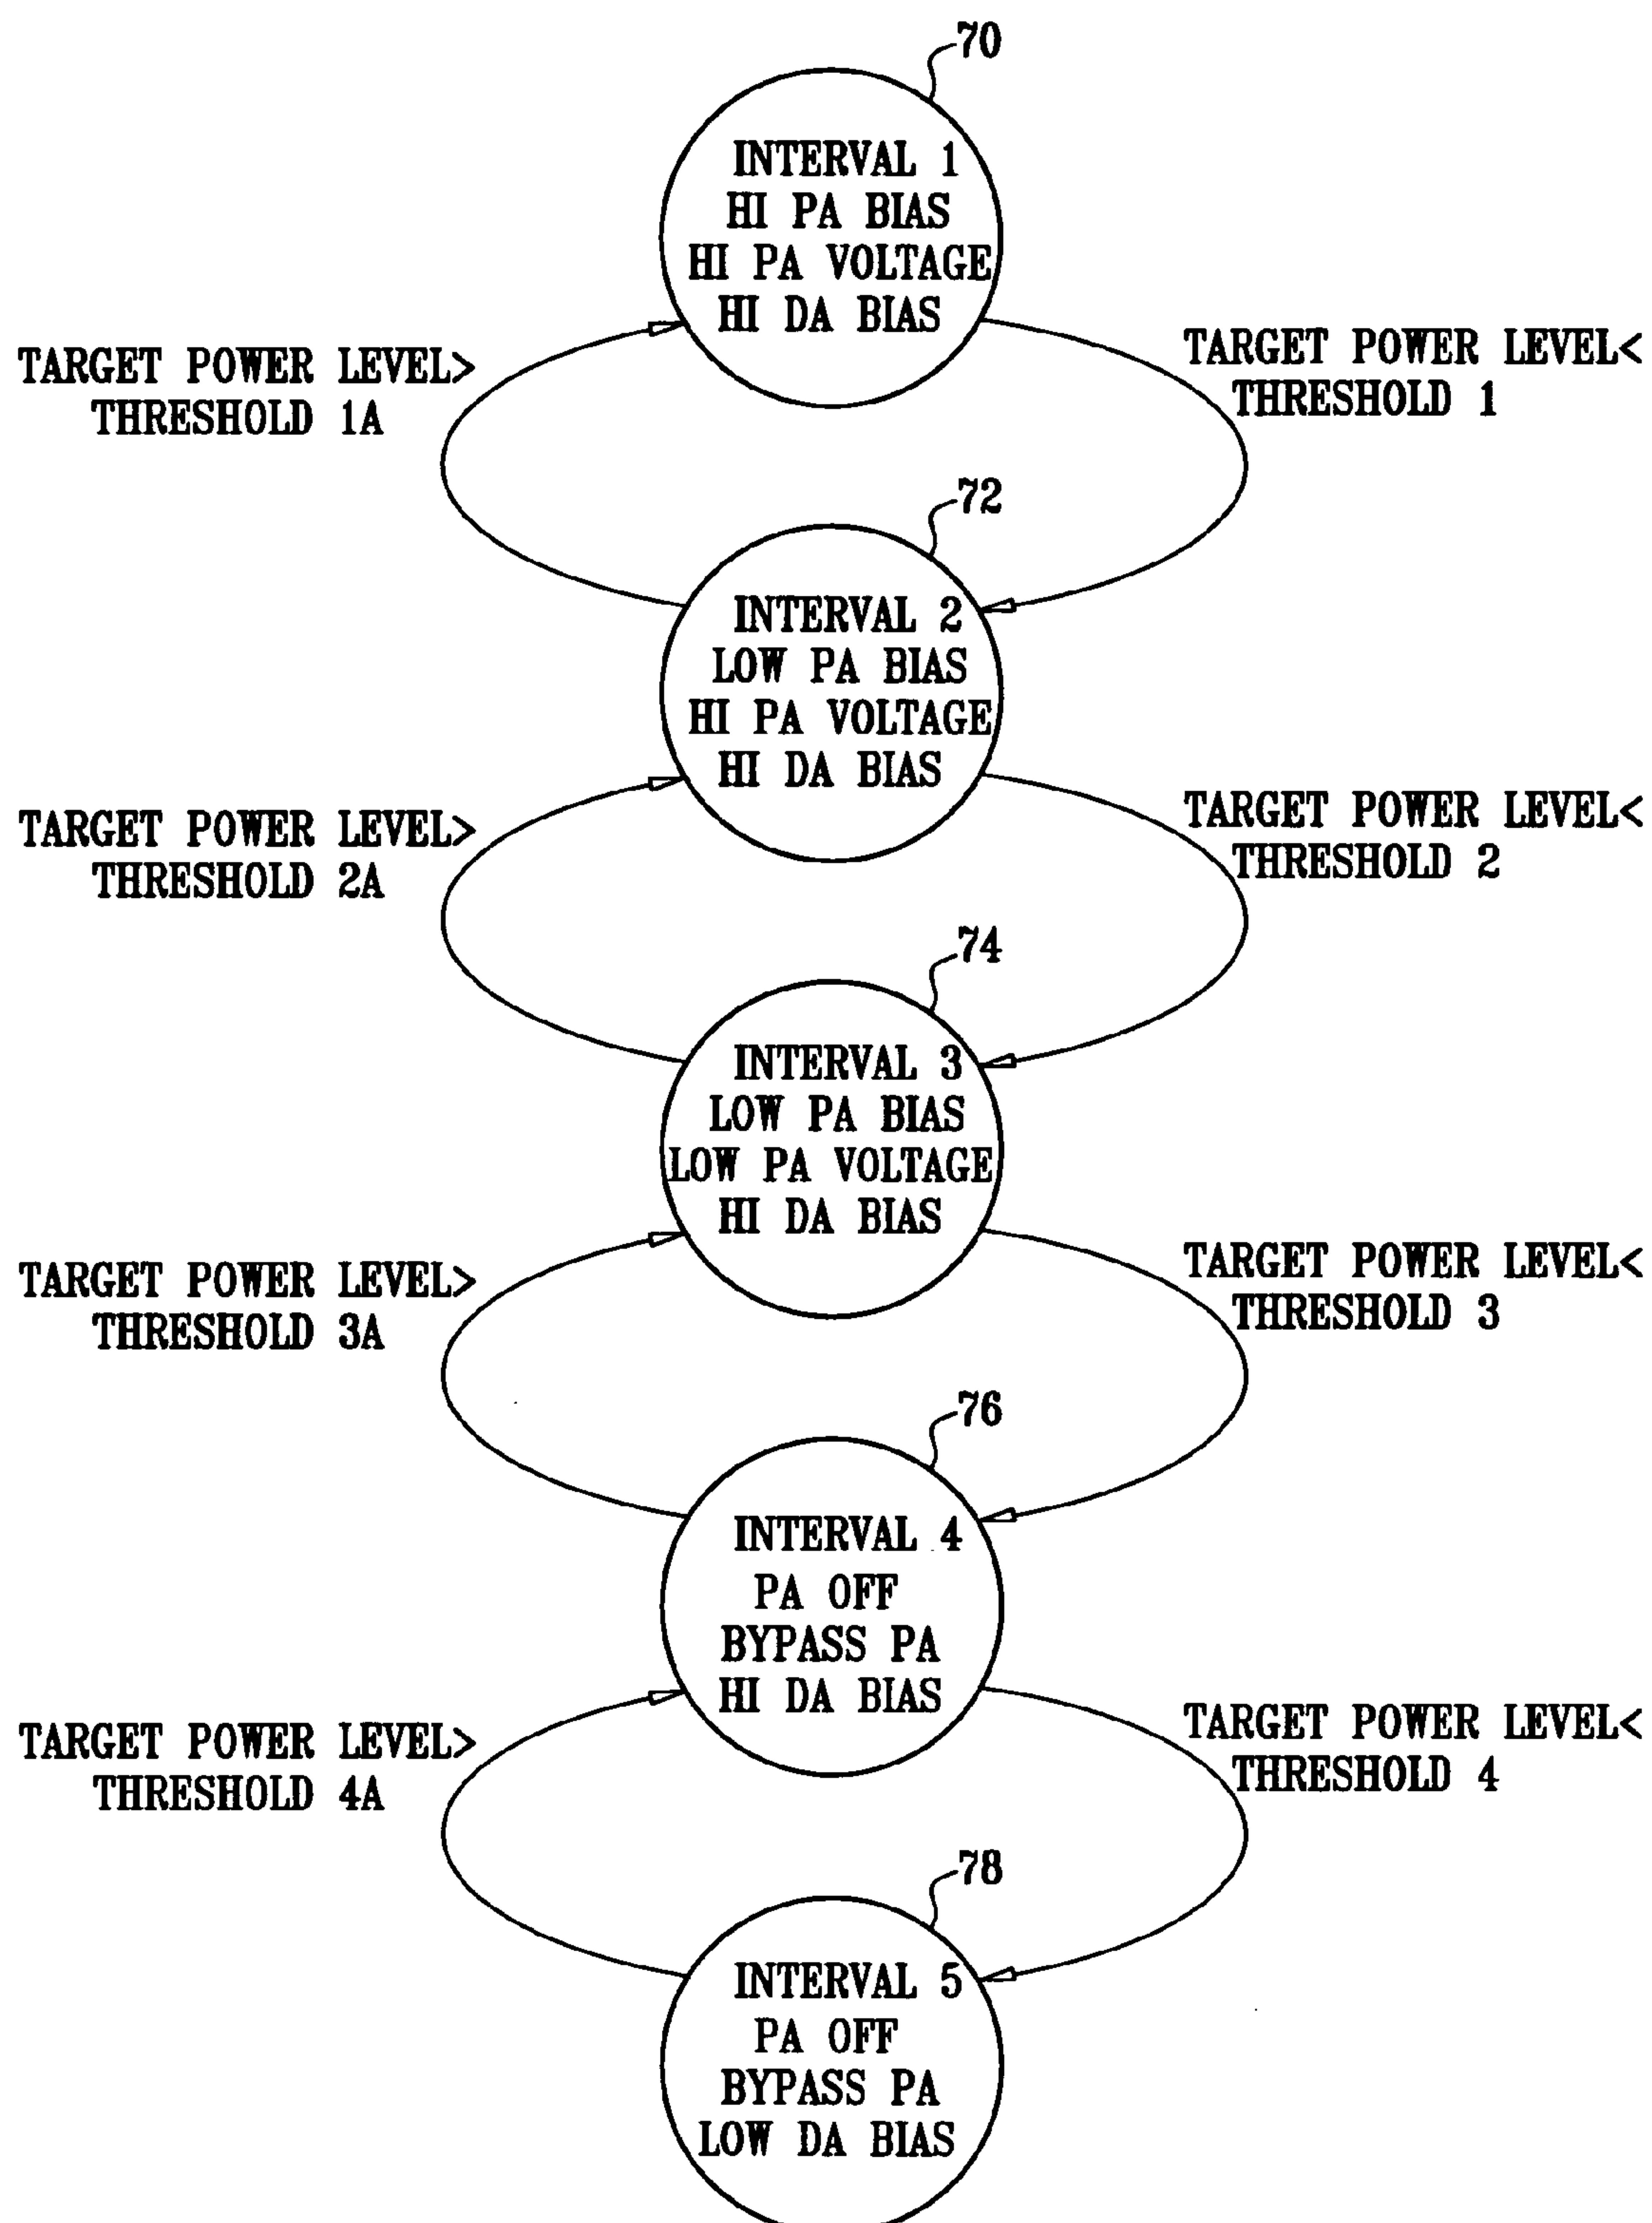 70
INTERVAL 1
HI PA BIAS
HI PA VOLTAGE
HI DA BIAS
TARGET POWER LEVEL>
THRESHOLD 1A
TARGET POWER LEVEL<
THRESHOLD 1
72
INTERVAL 2
LOW PA BIAS
HI PA VOLTAGE
HI DA BIAS
TARGET POWER LEVEL>
THRESHOLD 2A
TARGET POWER LEVEL<
THRESHOLD 2
74
INTERVAL 3
LOW PA BIAS
LOW PA VOLTAGE
HI DA BIAS
TARGET POWER LEVEL>
THRESHOLD 3A
TARGET POWER LEVEL<
THRESHOLD 3
76
INTERVAL 4
PA OFF
BYPASS PA
HI DA BIAS
TARGET POWER LEVEL>
THRESHOLD 4A
TARGET POWER LEVEL<
THRESHOLD 4
78
INTERVAL 5
PA OFF
BYPASS PA
LOW DA BIAS